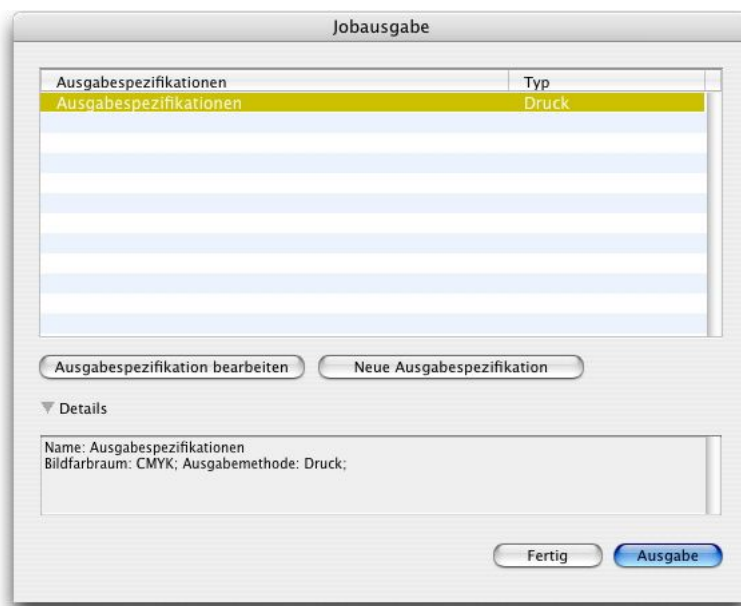 Jobausgabe
Ausgabespezifikationen Typ
Ausgabespezifikationen Druck
Ausgabespezifikation bearbeiten Neue Ausgabespezifikation
Details
Name: Ausgabespezifikationen
Bildfarbraum: CMYK; Ausgabemethode: Druck;
Fertig Ausgabe